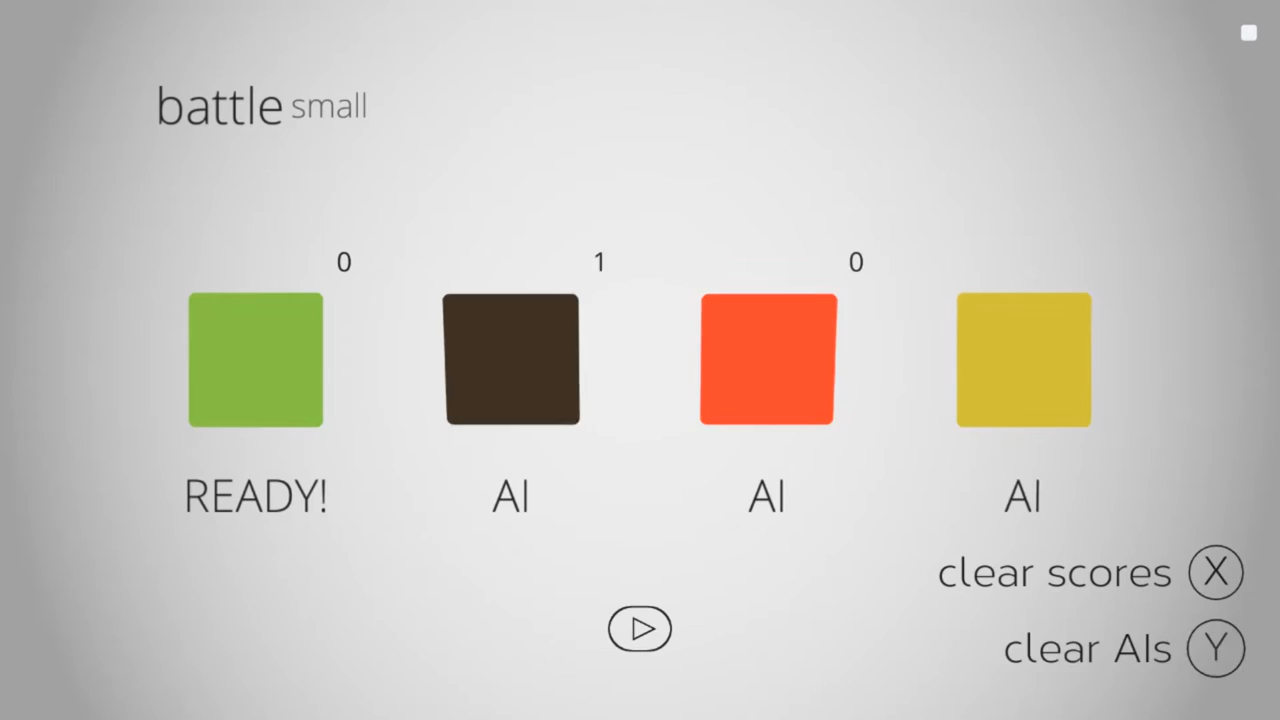 battle small
0 1 0
READY! AI AI AI
clear scores X
clear AIs Y